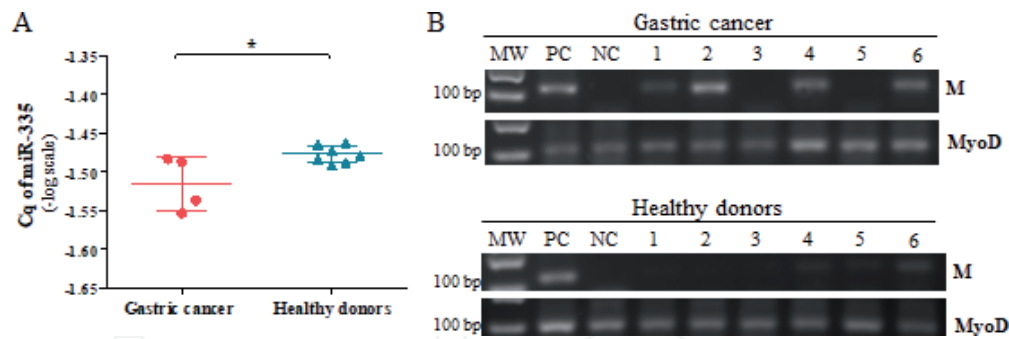 A
*
-1.35
-1.40
-1.45
-1.50
-1.55
-1.60
-1.65
Cq of miR-335
(-log scale)
Gastric cancer Healthy donors
B
Gastric cancer
MW PC NC 1 2 3 4 5 6
100 bp M
100 bp MyoD
Healthy donors
MW PC NC 1 2 3 4 5 6
100 bp M
100 bp MyoD